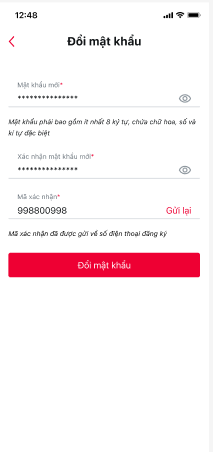 12:48
Đổi mật khẩu
Mật khẩu mới*
***************
Mật khẩu phải bao gồm ít nhất 8 ký tự, chứa chữ hoa, số và
kí tự đặc biệt
Xác nhận mật khẩu mới*
***************
Mã xác nhận*
998800998 Gửi lại
Mã xác nhận đã được gửi về số điện thoại đăng ký
Đổi mật khẩu